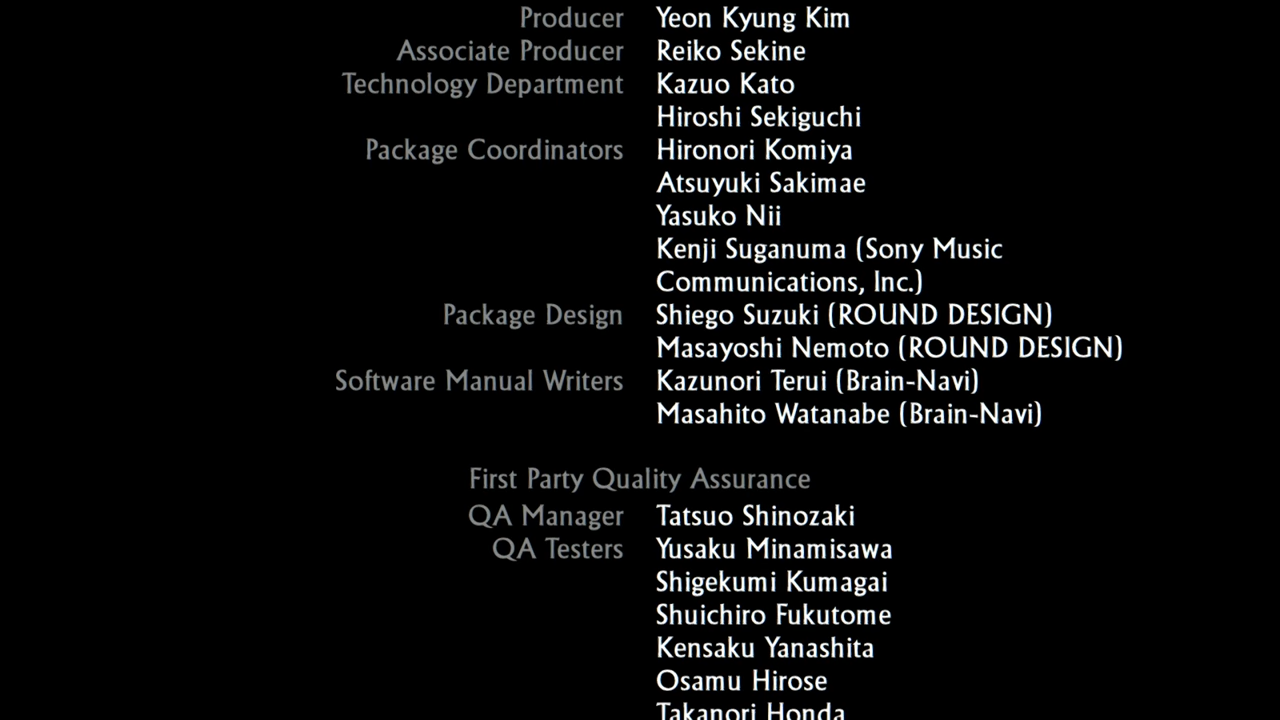 Producer Yeon Kyung Kim
Associate Producer Reiko Sekine
Technology Department Kazuo Kato
Hiroshi Sekiguchi
Package Coordinators Hironori Komiya
Atsuyuki Sakimae
Yasuko Nii
Kenji Suganuma (Sony Music
Communications, Inc.)
Package Design Shiego Suzuki (ROUND DESIGN)
Masayoshi Nemoto (ROUND DESIGN)
Software Manual Writers Kazunori Terui (Brain-Navi)
Masahito Watanabe (Brain-Navi)
First Party Quality Assurance
QA Manager Tatsuo Shinozaki
QA Testers Yusaku Minamisawa
Shigekumi Kumagai
Shuichiro Fukutome
Kensaku Yanashita
Osamu Hirose
Takanori Honda